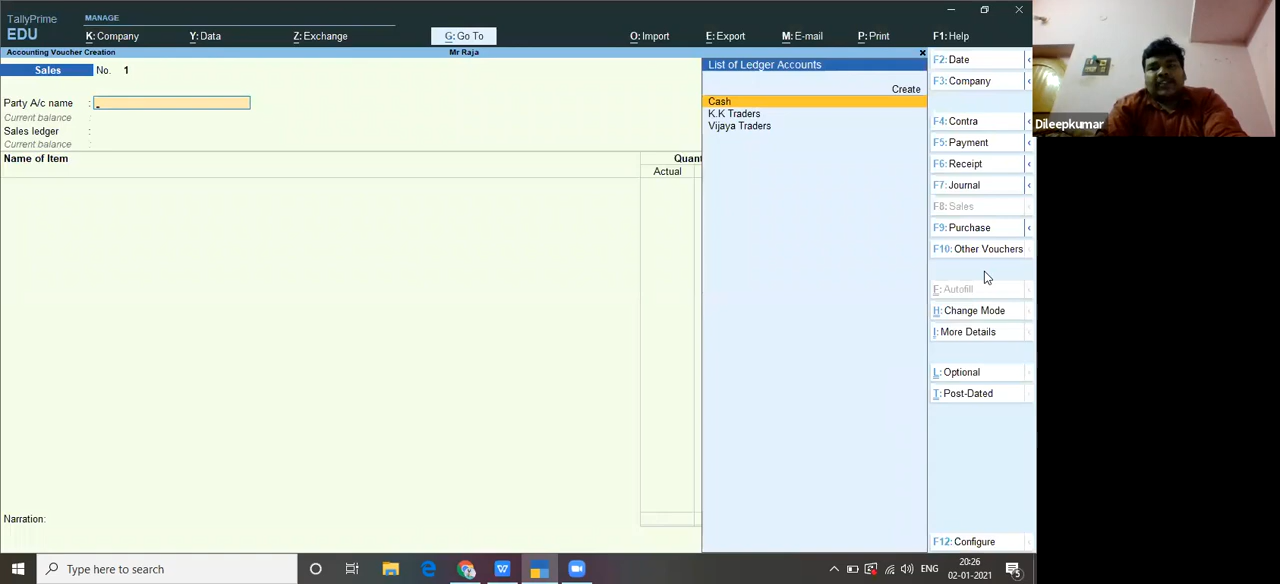 TallyPrime
EDU
MANAGE
K: Company
Y: Data
Z: Exchange
G: Go To
O: Import
E: Export
M: E-mail
P: Print
F1: Help
Accounting Voucher Creation
Mr Raja
Sales No. 1
Party A/c name :
Current balance :
Sales ledger :
Current balance :
Name of Item
Quant
Actual
Narration:
List of Ledger Accounts
Create
Cash
K.K Traders
Vijaya Traders
F2: Date
F3: Company
F4: Contra
F5: Payment
F6: Receipt
F7: Journal
F8: Sales
F9: Purchase
F10: Other Vouchers
F: Autofill
H: Change Mode
I: More Details
L: Optional
T: Post-Dated
F12: Configure
Dileepkumar
Type here to search
ENG
20:26
02-01-2021
5